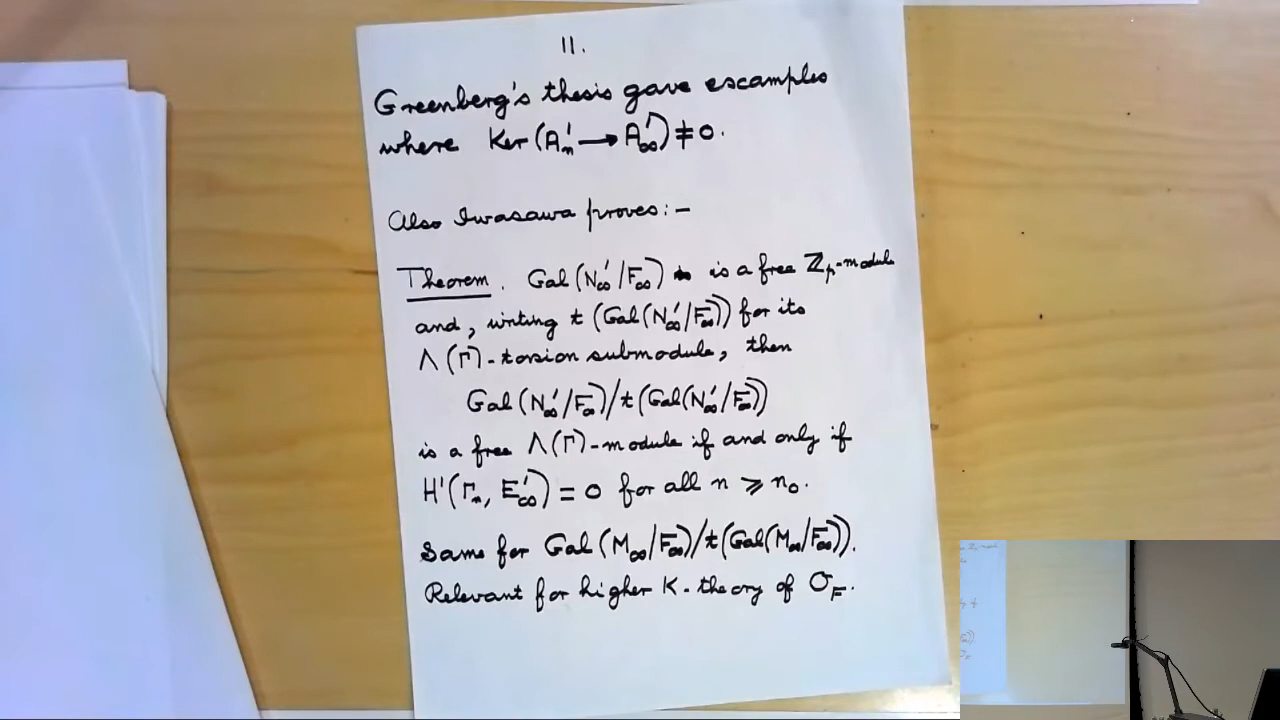 11.
Greenberg's thesis gave escamples
where Ker (A'ₙ → A'∞) ≠ 0.
Also Iwasawa proves:-
Theorem. Gal (N'∞/F∞) is a free ℤₚ-module
and, writing t (Gal(N'∞/F∞)) for its
Λ(Γ)-torsion submodule, then
Gal (N'∞/F∞)/t(Gal(N'∞/F∞))
is a free Λ(Γ)-module if and only if
H'(Γₙ, E'∞) = 0 for all n ⩾ n₀.
Same for Gal (M∞/F∞)/t(Gal(M∞/F∞)).
Relevant for higher K-theory of O_F.